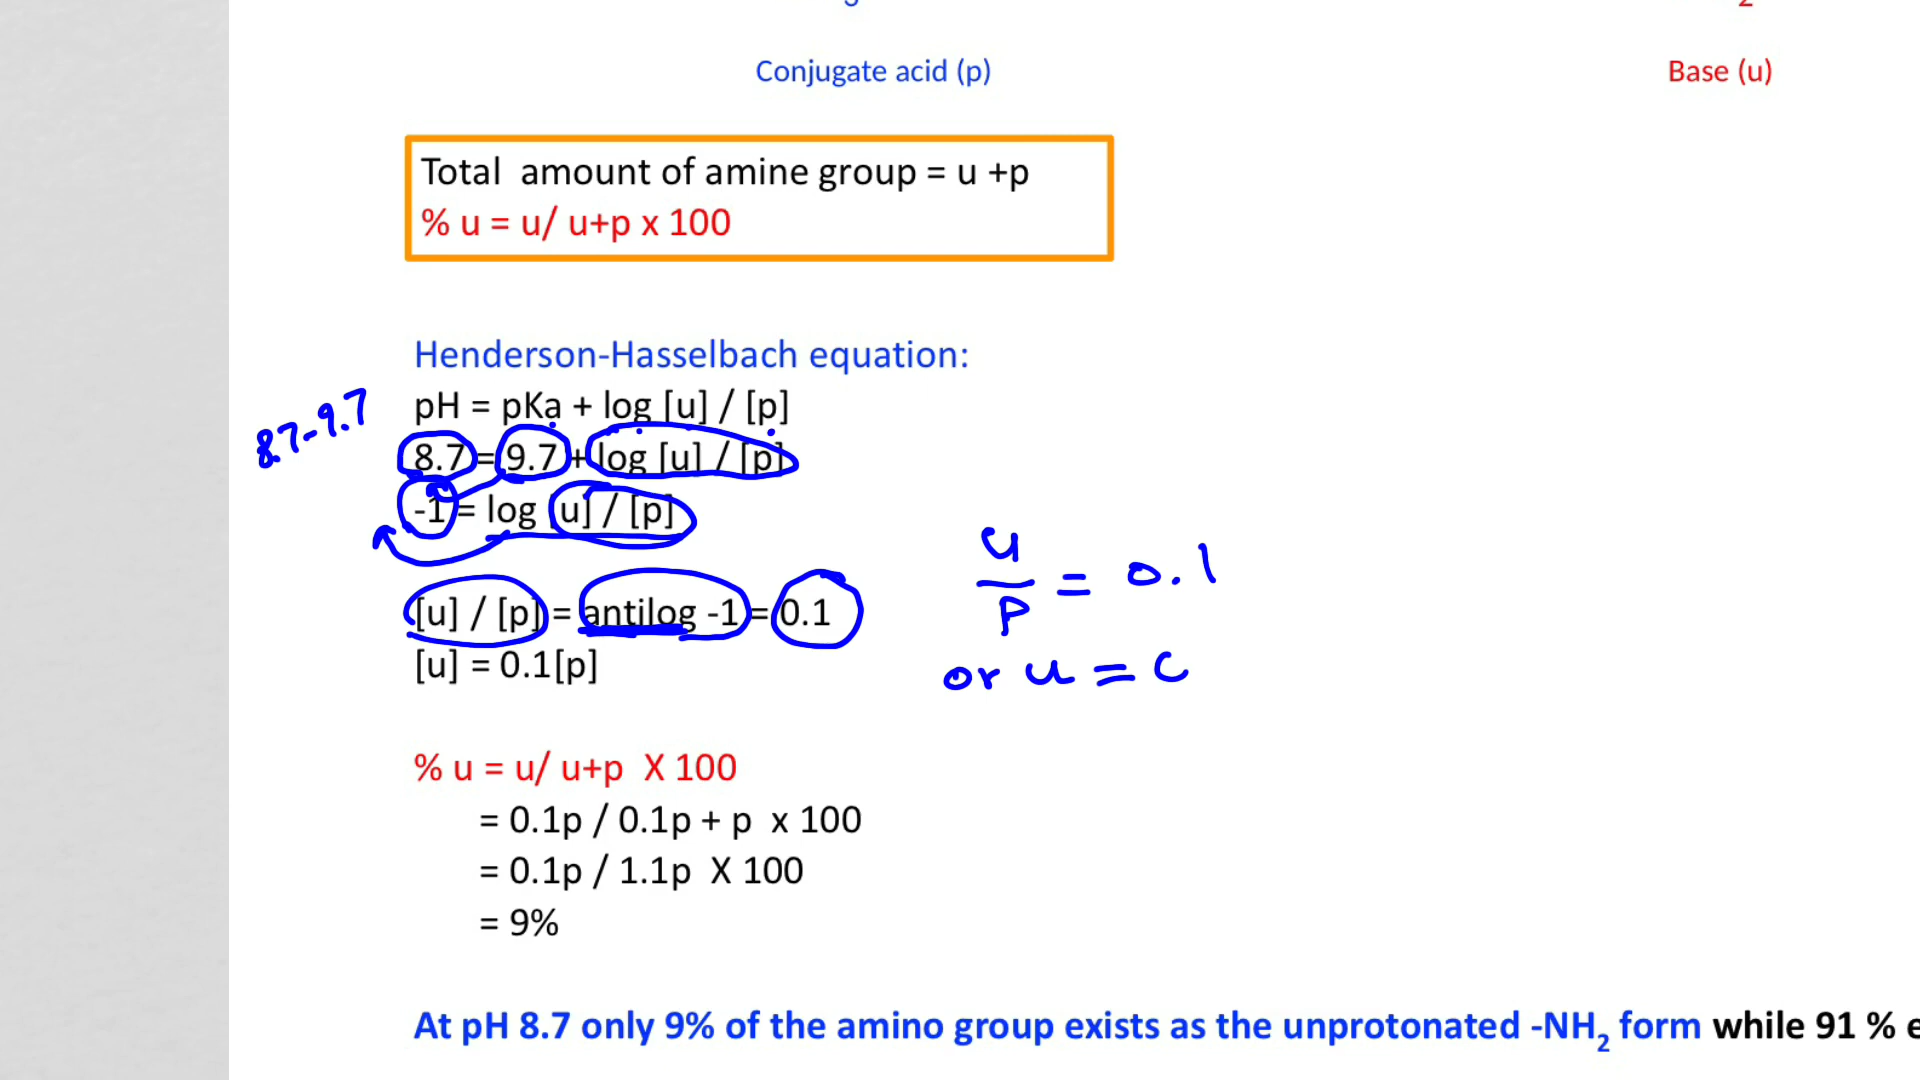 Conjugate acid (p)
Base (u)
Total amount of amine group = u +p
% u = u/ u+p x 100
Henderson-Hasselbach equation:
8.7-9.7
pH = pKa + log [u] / [p]
8.7 = 9.7 + log [u] / [p]
-1 = log [u] / [p]
u
p = 0.1
[u] / [p] = antilog -1 = 0.1
[u] = 0.1[p]
or u = c
% u = u/ u+p X 100
= 0.1p / 0.1p + p x 100
= 0.1p / 1.1p X 100
= 9%
At pH 8.7 only 9% of the amino group exists as the unprotonated -NH₂ form while 91 %